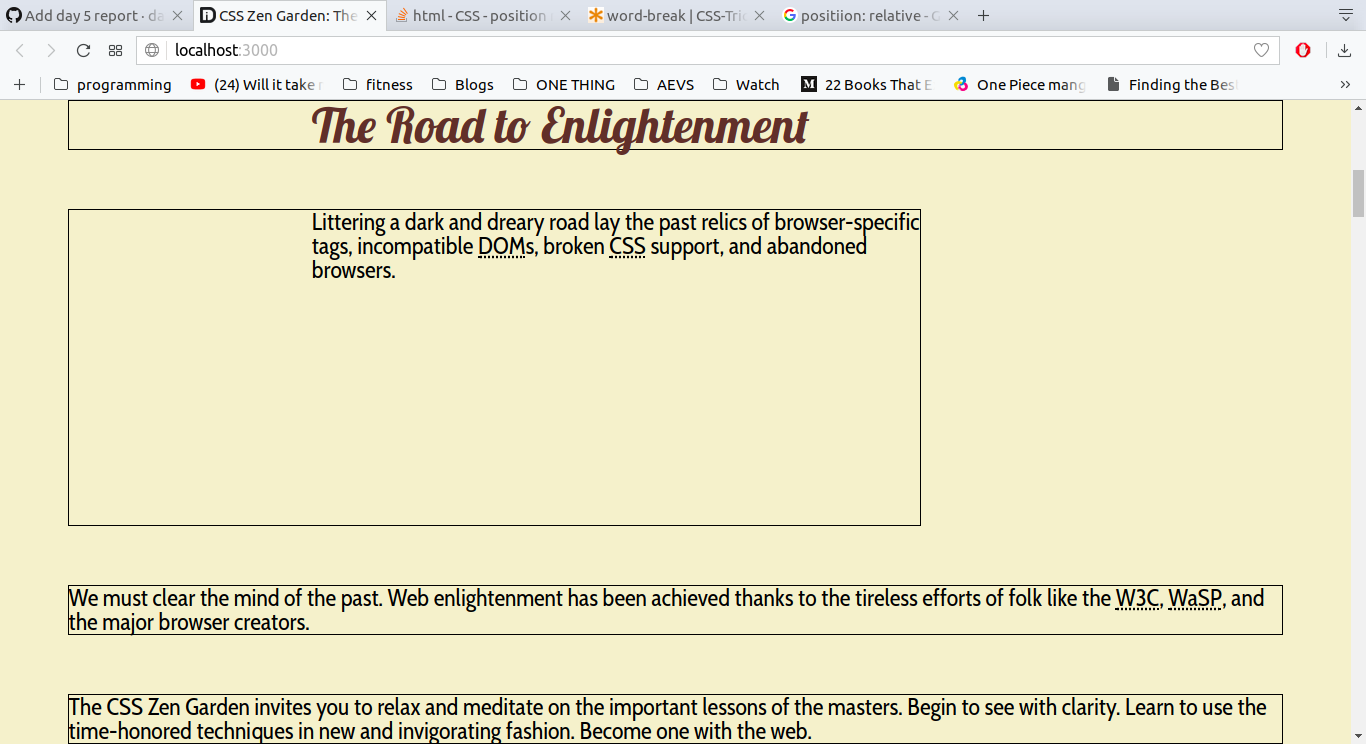 Add day 5 report · da
CSS Zen Garden: The
html - CSS - position
word-break | CSS-Tric
positiion: relative - G
localhost:3000
programming
(24) Will it take
fitness
Blogs
ONE THING
AEVS
Watch
M
22 Books That E
One Piece mang
Finding the Bes
The Road to Enlightenment
Littering a dark and dreary road lay the past relics of browser-specific
tags, incompatible DOMs, broken CSS support, and abandoned
browsers.
We must clear the mind of the past. Web enlightenment has been achieved thanks to the tireless efforts of folk like the W3C, WaSP, and
the major browser creators.
The CSS Zen Garden invites you to relax and meditate on the important lessons of the masters. Begin to see with clarity. Learn to use the
time-honored techniques in new and invigorating fashion. Become one with the web.